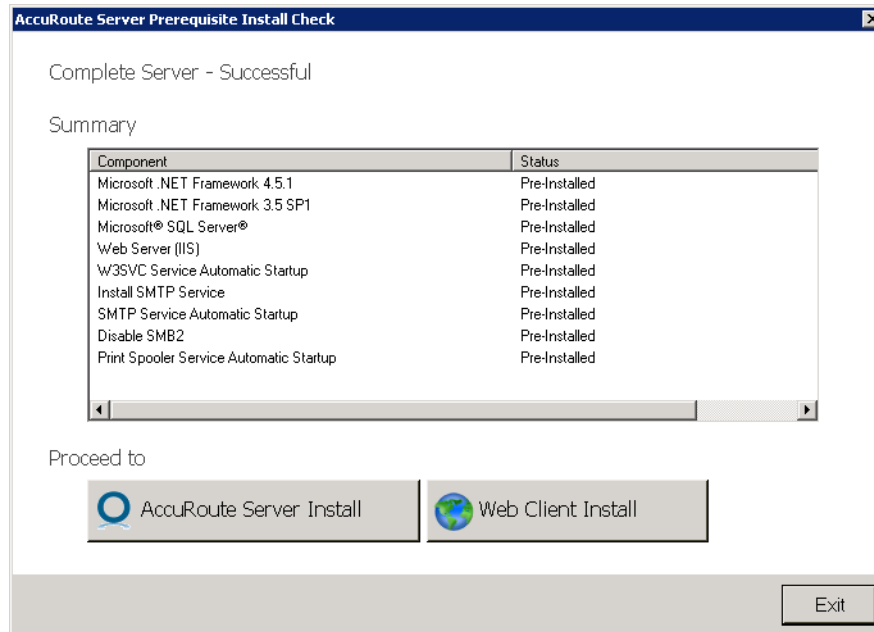 AccuRoute Server Prerequisite Install Check
Complete Server - Successful
Summary
Component Status
Microsoft .NET Framework 4.5.1 Pre-Installed
Microsoft .NET Framework 3.5 SP1 Pre-Installed
Microsoft® SQL Server® Pre-Installed
Web Server (IIS) Pre-Installed
W3SVC Service Automatic Startup Pre-Installed
Install SMTP Service Pre-Installed
SMTP Service Automatic Startup Pre-Installed
Disable SMB2 Pre-Installed
Print Spooler Service Automatic Startup Pre-Installed
Proceed to
AccuRoute Server Install Web Client Install
Exit